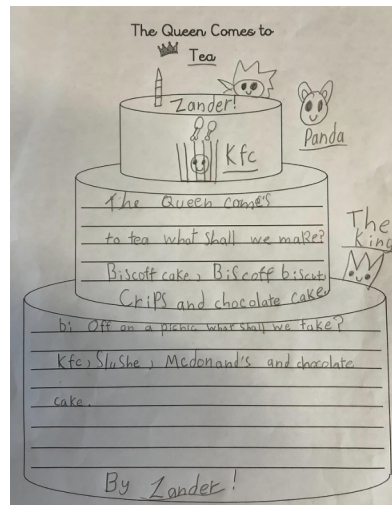 The Queen Comes to
Tea
Zander!
Panda
Kfc
The Queen comes
to tea what shall we make?
The
King
Biscoff cake, Biscoff biscut,
Crips and chocolate cake.
b: Off on a picnic what shall we take?
Kfc, Slushe, Mcdonand's and chocolate
cake.
By Zander!